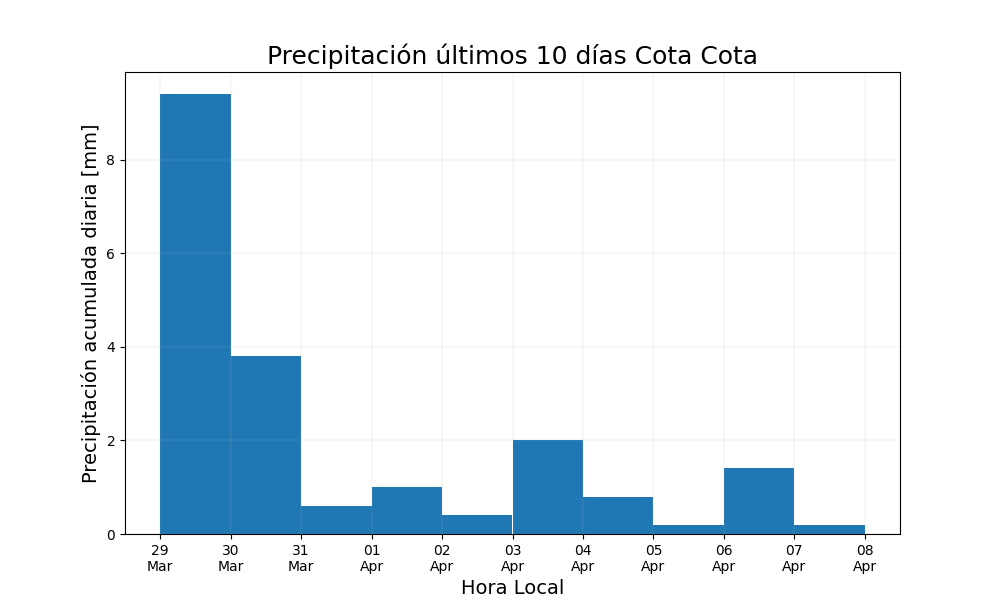 Precipitación últimos 10 días Cota Cota
Precipitación acumulada diaria [mm]
8
6
4
2
0
29 30 31 01 02 03 04 05 06 07 08
Mar Mar Mar Apr Apr Apr Apr Apr Apr Apr Apr
Hora Local